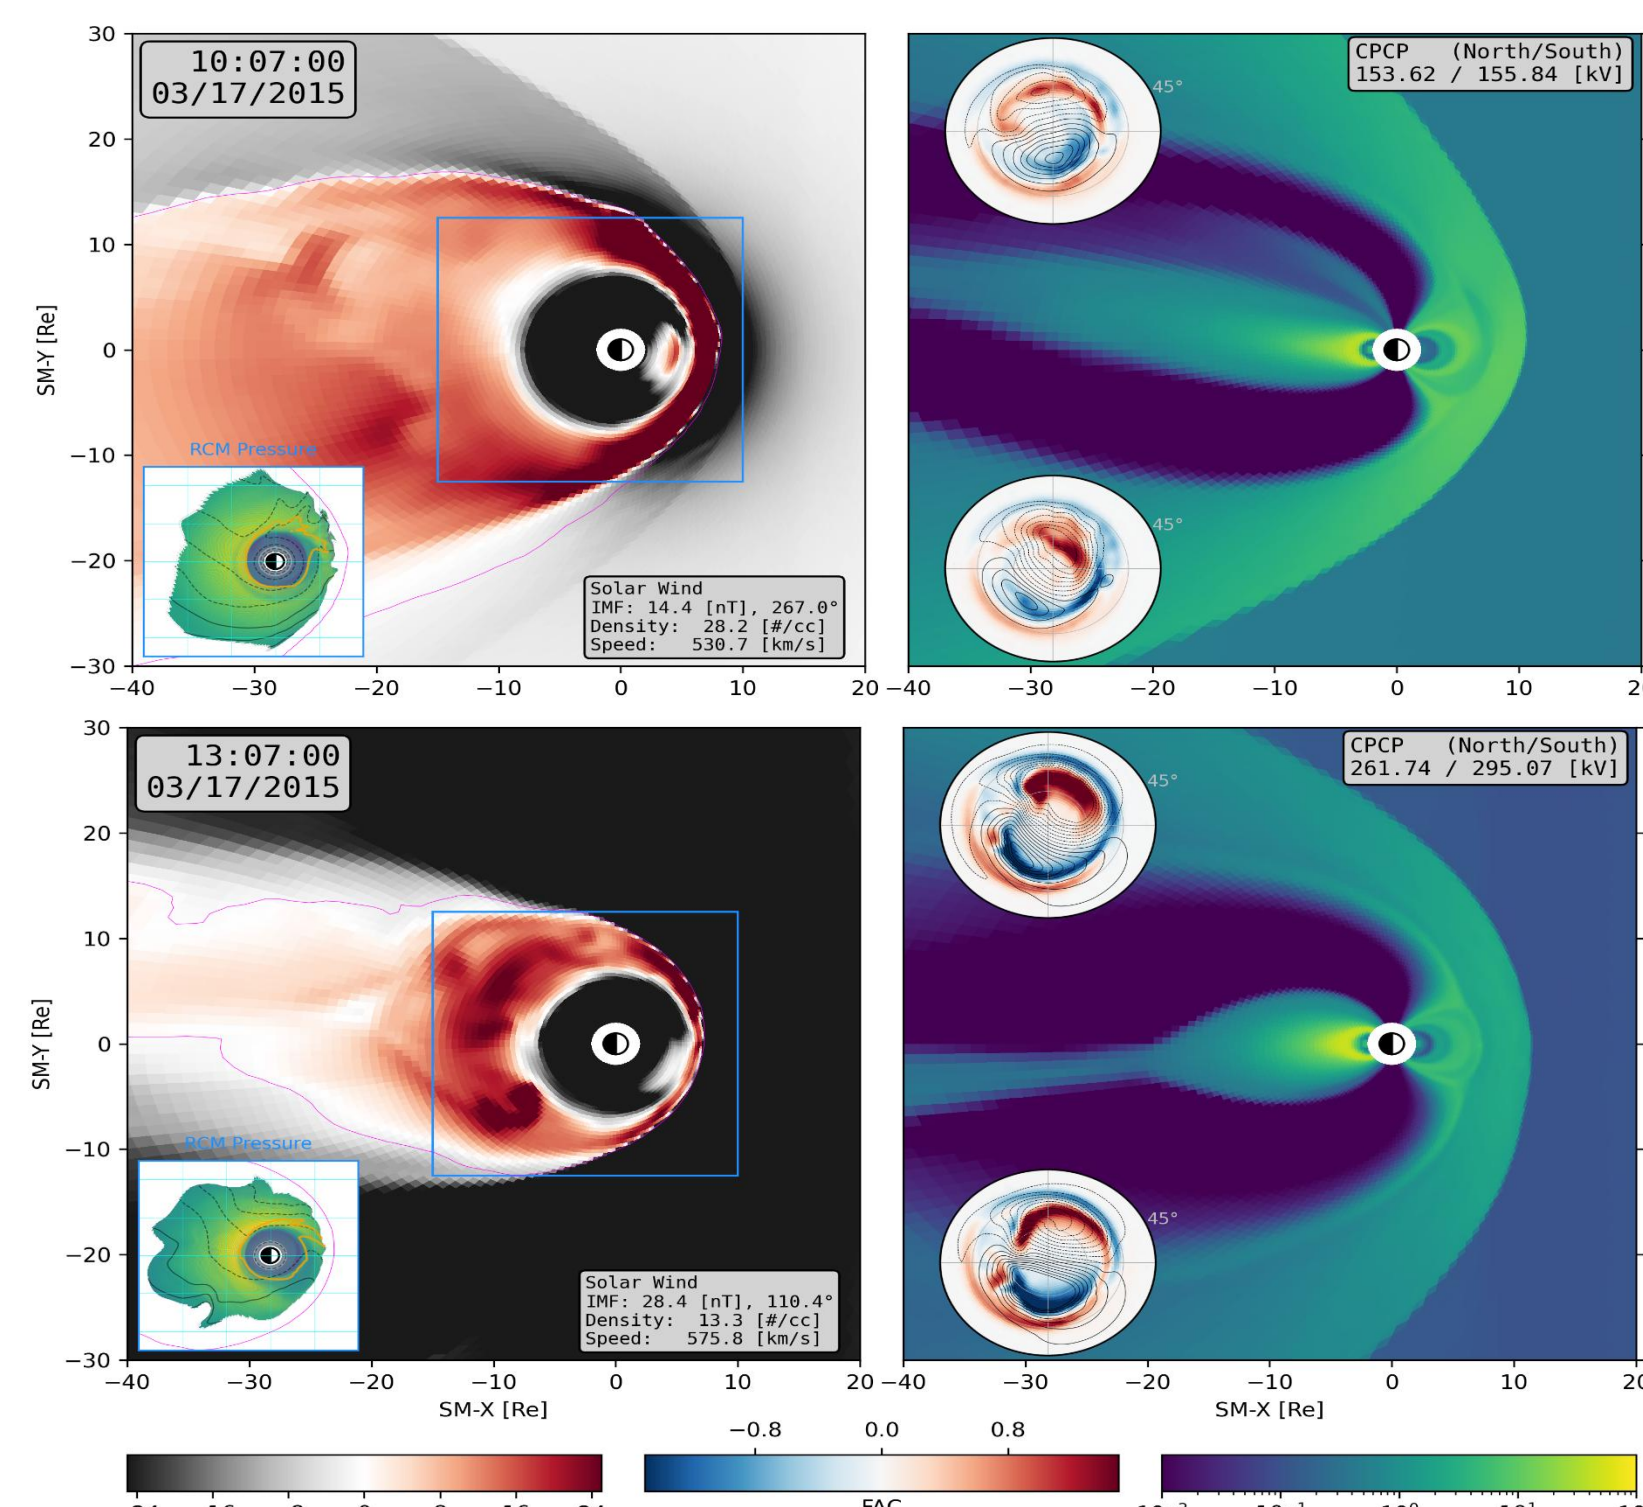 30
10:07:00
03/17/2015
CPCP (North/South)
153.62 / 155.84 [kV]
45°
20
10
0
SM-Y [Re]
−10
RCM Pressure
45°
−20
Solar Wind
IMF: 14.4 [nT], 267.0°
Density: 28.2 [#/cc]
Speed: 530.7 [km/s]
−30
−40 −30 −20 −10 0 10 20
−40 −30 −20 −10 0 10
30
13:07:00
03/17/2015
CPCP (North/South)
261.74 / 295.07 [kV]
45°
20
10
0
SM-Y [Re]
−10
RCM Pressure
45°
−20
Solar Wind
IMF: 28.4 [nT], 110.4°
Density: 13.3 [#/cc]
Speed: 575.8 [km/s]
−30
−40 −30 −20 −10 0 10 20
−40 −30 −20 −10 0 10
SM-X [Re]
SM-X [Re]
−0.8 0.0 0.8